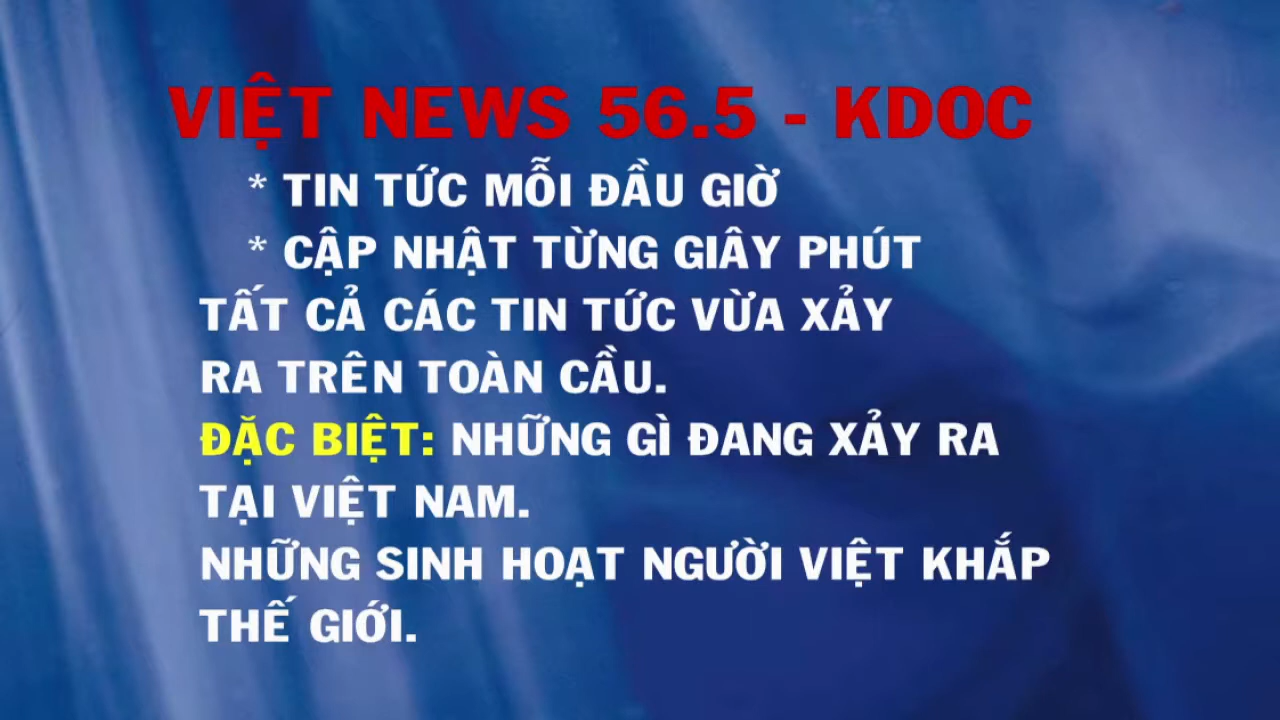 VIỆT NEWS 56.5 - KDOC
* TIN TỨC MỖI ĐẦU GIỜ
* CẬP NHẬT TỪNG GIÂY PHÚT
TẤT CẢ CÁC TIN TỨC VỪA XẢY
RA TRÊN TOÀN CẦU.
ĐẶC BIỆT: NHỮNG GÌ ĐANG XẢY RA
TẠI VIỆT NAM.
NHỮNG SINH HOẠT NGƯỜI VIỆT KHẮP
THẾ GIỚI.